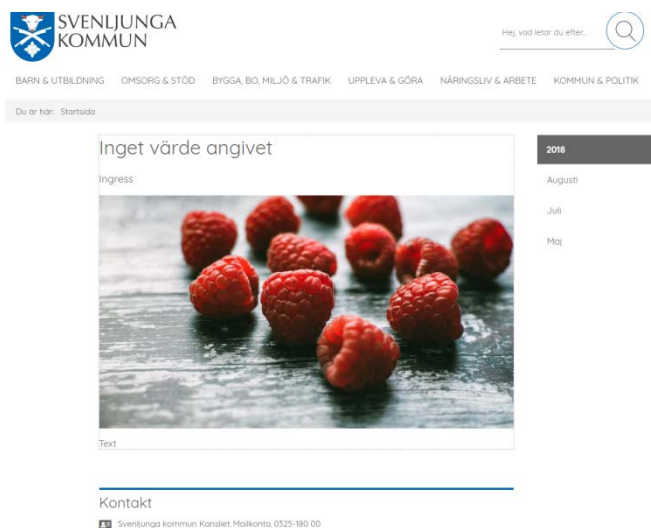 SVENLJUNGA
KOMMUN
Hej, vad letar du efter...
BARN & UTBILDNING OMSORG & STÖD BYGGA, BO, MILJÖ & TRAFIK UPPLEVA & GÖRA NÄRINGSLIV & ARBETE KOMMUN & POLITIK
Du är här: Startsida
Inget värde angivet
Ingress
Text
2018
Augusti
Juli
Maj
Kontakt
Svenljunga kommun Kansliet, Mailkonto, 0325-180 00